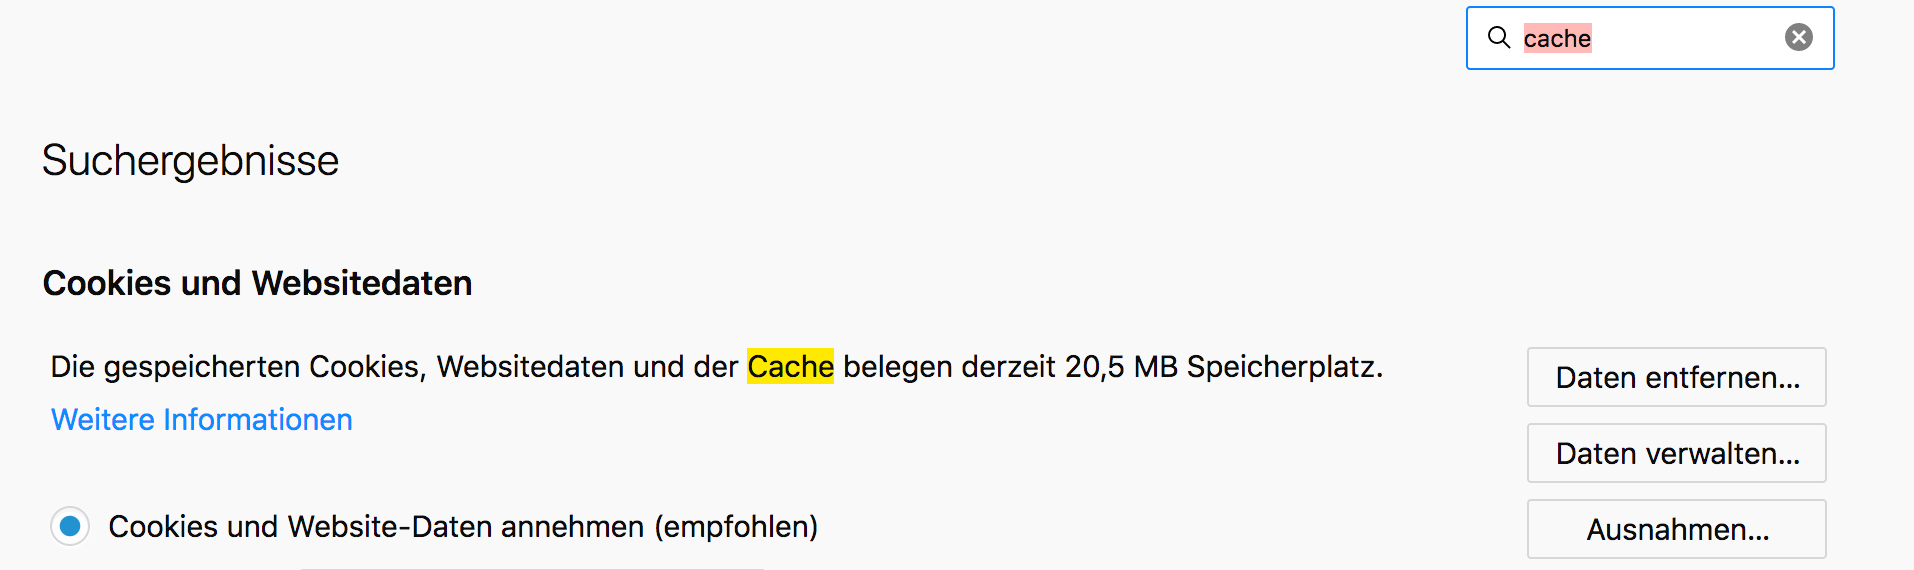 cache
Suchergebnisse
Cookies und Websitedaten
Die gespeicherten Cookies, Websitedaten und der Cache belegen derzeit 20,5 MB Speicherplatz.
Weitere Informationen
Daten entfernen...
Daten verwalten...
Cookies und Website-Daten annehmen (empfohlen)
Ausnahmen...